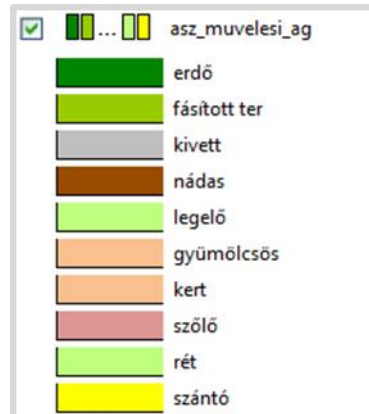 ... asz_muvelesi_ag
erdő
fásított ter
kivett
nádas
legelő
gyümölcsös
kert
szőlő
rét
szántó